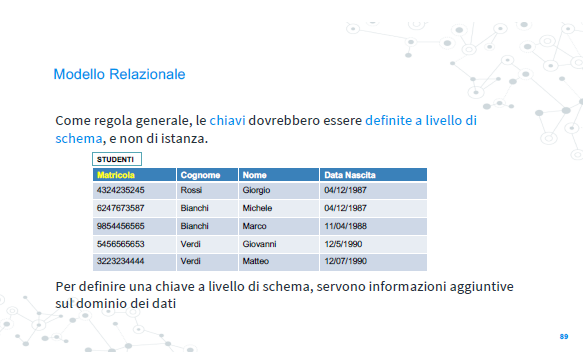 Modello Relazionale
Come regola generale, le chiavi dovrebbero essere definite a livello di
schema, e non di istanza.
STUDENTI
Matricola Cognome Nome Data Nascita
4324235245 Rossi Giorgio 04/12/1987
6247673587 Bianchi Michele 04/12/1987
9854456565 Bianchi Marco 11/04/1988
5456565653 Verdi Giovanni 12/5/1990
3223234444 Verdi Matteo 12/07/1990
Per definire una chiave a livello di schema, servono informazioni aggiuntive
sul dominio dei dati
89